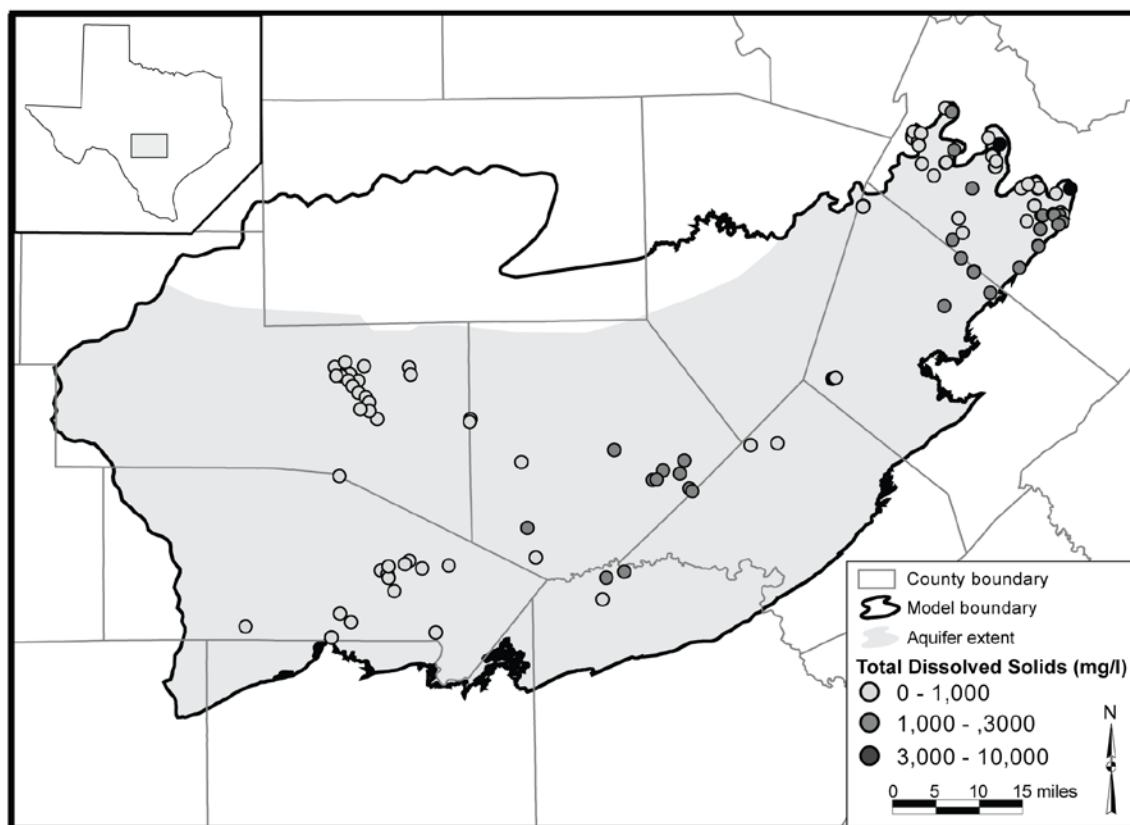 County boundary
Model boundary
Aquifer extent
Total Dissolved Solids (mg/l)
0 - 1,000
1,000 - ,3000
3,000 - 10,000
N
0 5 10 15 miles